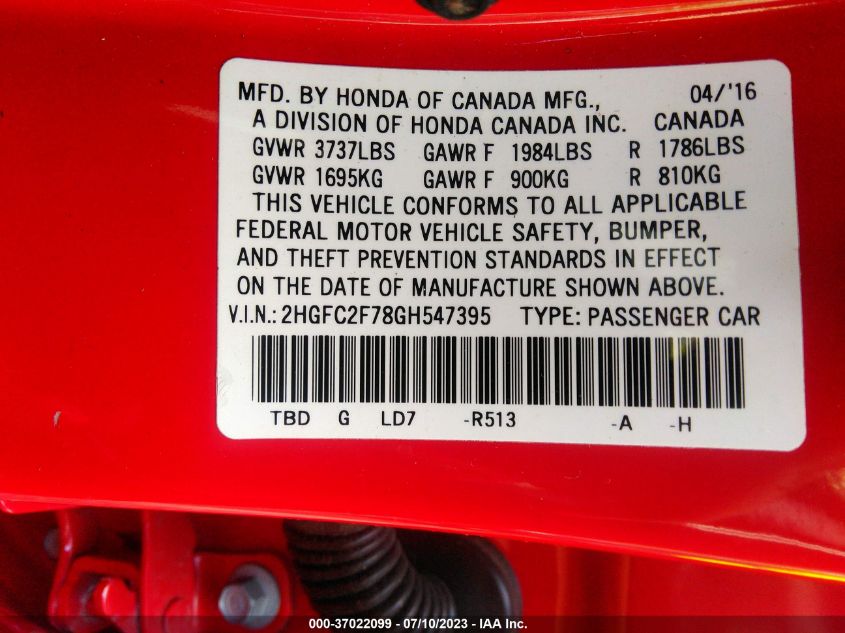 MFD. BY HONDA OF CANADA MFG., 04/'16
A DIVISION OF HONDA CANADA INC. CANADA
GVWR 3737LBS GAWR F 1984LBS R 1786LBS
GVWR 1695KG GAWR F 900KG R 810KG
THIS VEHICLE CONFORMS TO ALL APPLICABLE
FEDERAL MOTOR VEHICLE SAFETY, BUMPER,
AND THEFT PREVENTION STANDARDS IN EFFECT
ON THE DATE OF MANUFACTURE SHOWN ABOVE.
V.I.N.: 2HGFC2F78GH547395 TYPE: PASSENGER CAR
TBD G LD7 -R513 -A -H
000-37022099 - 07/10/2023 - IAA Inc.